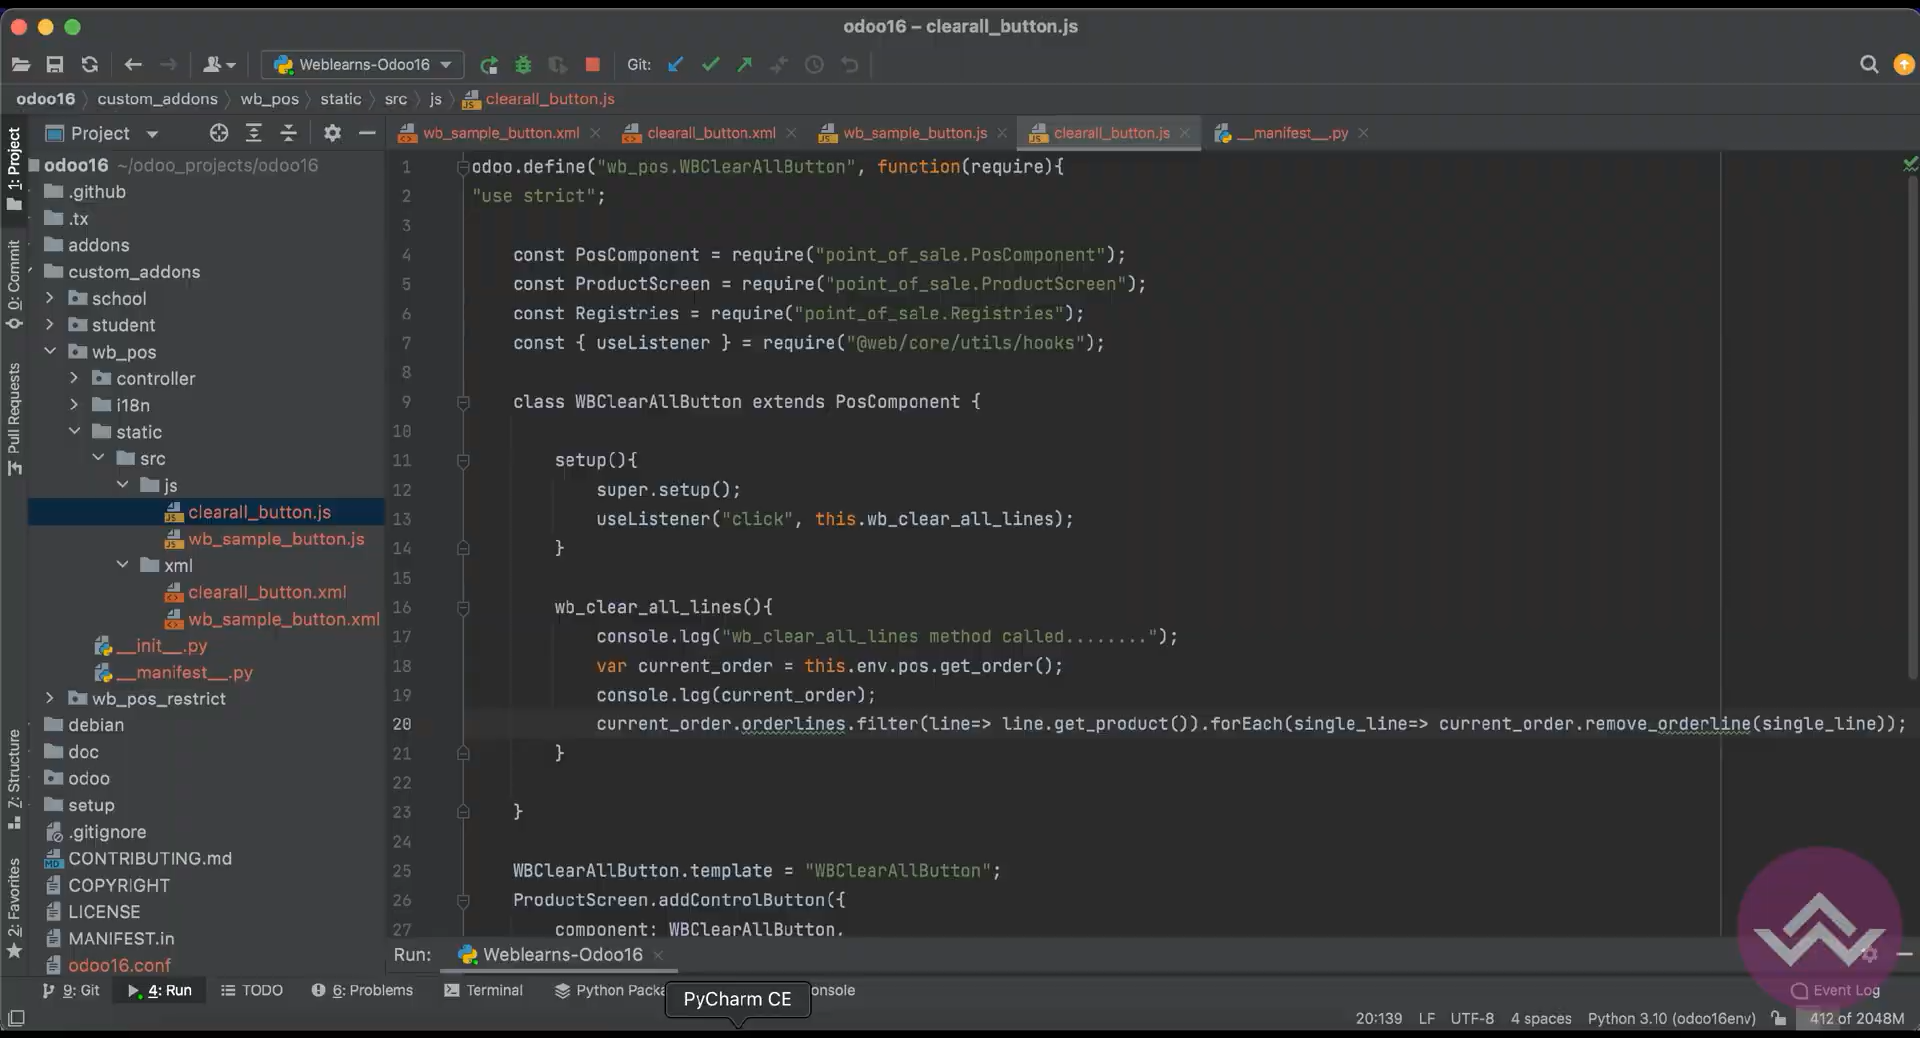 odoo16 – clearall_button.js
Weblearns-Odoo16
Git:
odoo16 custom_addons wb_pos static src js clearall_button.js
Project
wb_sample_button.xml
clearall_button.xml
wb_sample_button.js
clearall_button.js
__manifest__.py
1: Project
0: Commit
Pull Requests
7: Structure
2: Favorites
odoo16 ~/odoo_projects/odoo16
.github
.tx
addons
custom_addons
school
student
wb_pos
controller
i18n
static
src
js
clearall_button.js
wb_sample_button.js
xml
clearall_button.xml
wb_sample_button.xml
__init__.py
__manifest__.py
wb_pos_restrict
debian
doc
odoo
setup
.gitignore
CONTRIBUTING.md
COPYRIGHT
LICENSE
MANIFEST.in
odoo16.conf
1 odoo.define("wb_pos.WBClearAllButton", function(require){
2 "use strict";
3
4 const PosComponent = require("point_of_sale.PosComponent");
5 const ProductScreen = require("point_of_sale.ProductScreen");
6 const Registries = require("point_of_sale.Registries");
7 const { useListener } = require("@web/core/utils/hooks");
8
9 class WBClearAllButton extends PosComponent {
10
11 setup(){
12 super.setup();
13 useListener("click", this.wb_clear_all_lines);
14 }
15
16 wb_clear_all_lines(){
17 console.log("wb_clear_all_lines method called........");
18 var current_order = this.env.pos.get_order();
19 console.log(current_order);
20 current_order.orderlines.filter(line=> line.get_product()).forEach(single_line=> current_order.remove_orderline(single_line));
21 }
22
23 }
24
25 WBClearAllButton.template = "WBClearAllButton";
26 ProductScreen.addControlButton({
27 component: WBClearAllButton,
Run: Weblearns-Odoo16
9: Git
4: Run
TODO
6: Problems
Terminal
Python Pack
onsole
Event Log
PyCharm CE
20:139 LF UTF-8 4 spaces Python 3.10 (odoo16env) 412 of 2048M